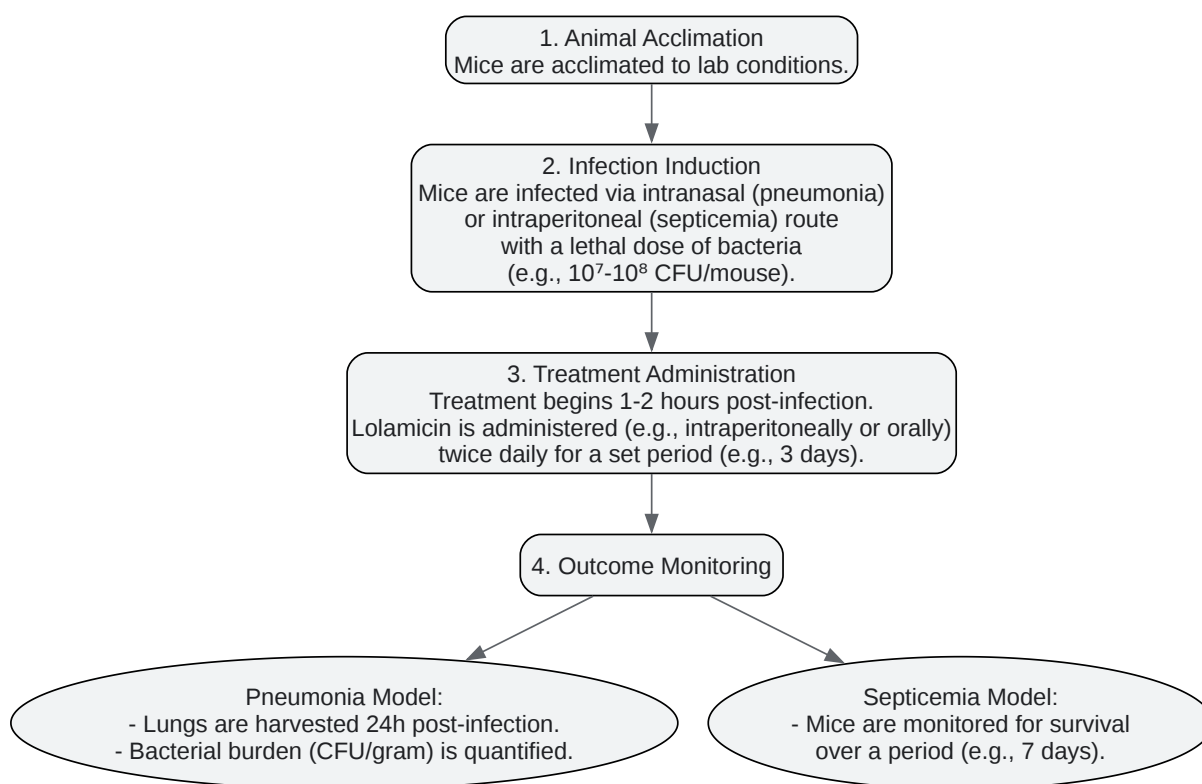 1. Animal Acclimation
Mice are acclimated to lab conditions.
2. Infection Induction
Mice are infected via intranasal (pneumonia)
or intraperitoneal (septicemia) route
with a lethal dose of bacteria
(e.g., 10⁷-10⁸ CFU/mouse).
3. Treatment Administration
Treatment begins 1-2 hours post-infection.
Lolamicin is administered (e.g., intraperitoneally or orally)
twice daily for a set period (e.g., 3 days).
4. Outcome Monitoring
Pneumonia Model:
- Lungs are harvested 24h post-infection.
- Bacterial burden (CFU/gram) is quantified.
Septicemia Model:
- Mice are monitored for survival
over a period (e.g., 7 days).